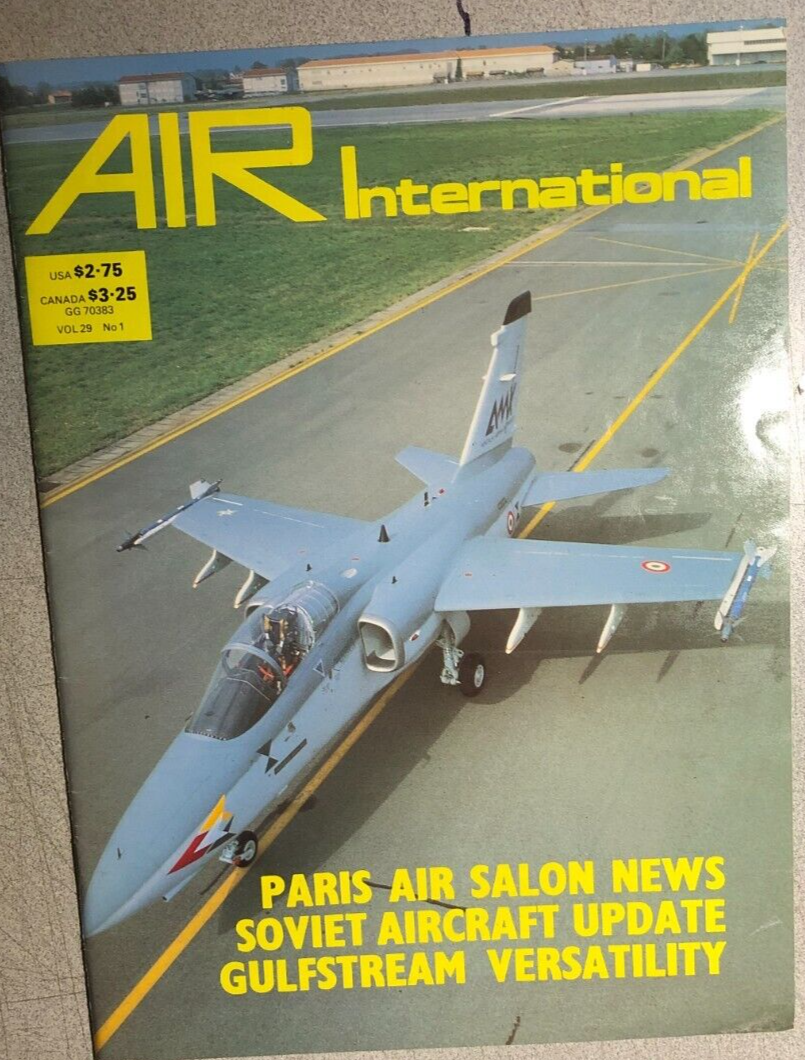 AIR International
USA $2·75
CANADA $3·25
GG 70383
VOL 29 No 1
AMX
PARIS AIR SALON NEWS
SOVIET AIRCRAFT UPDATE
GULFSTREAM VERSATILITY